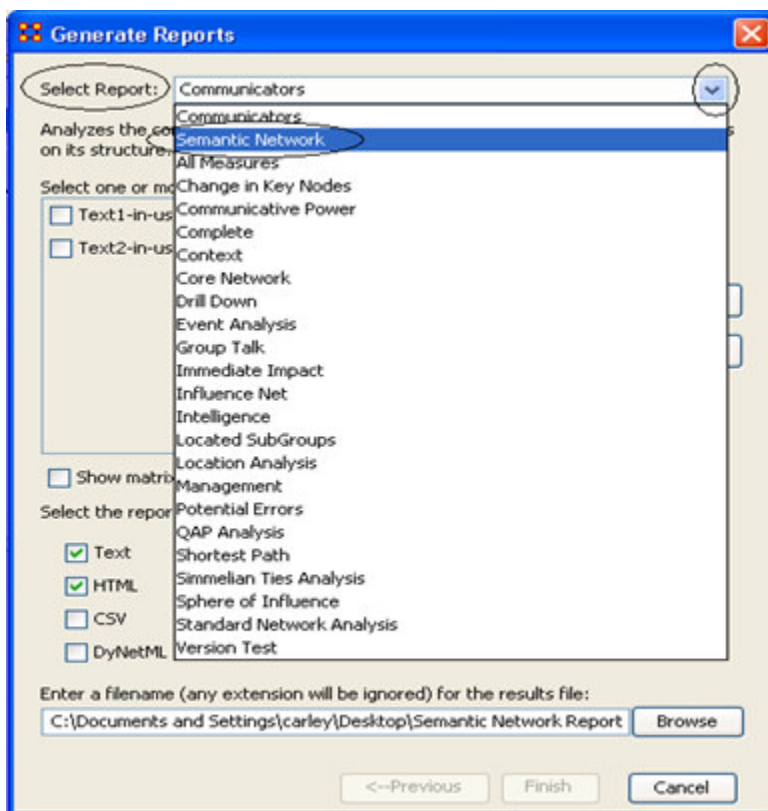 Generate Reports
Select Report: Communicators
Communicators
Analyzes the co
Semantic Network
s
on its structure.
All Measures
Select one or mo
Change in Key Nodes
Text1-in-us
Communicative Power
Complete
Text2-in-us
Context
Core Network
Drill Down
Event Analysis
Group Talk
Immediate Impact
Influence Net
Intelligence
Located SubGroups
Location Analysis
Show matrix
Management
Select the repor
Potential Errors
QAP Analysis
Text
Shortest Path
HTML
Simmelian Ties Analysis
Sphere of Influence
CSV
Standard Network Analysis
DyNetML
Version Test
Enter a filename (any extension will be ignored) for the results file:
C:\Documents and Settings\carley\Desktop\Semantic Network Report
Browse
<--Previous
Finish
Cancel